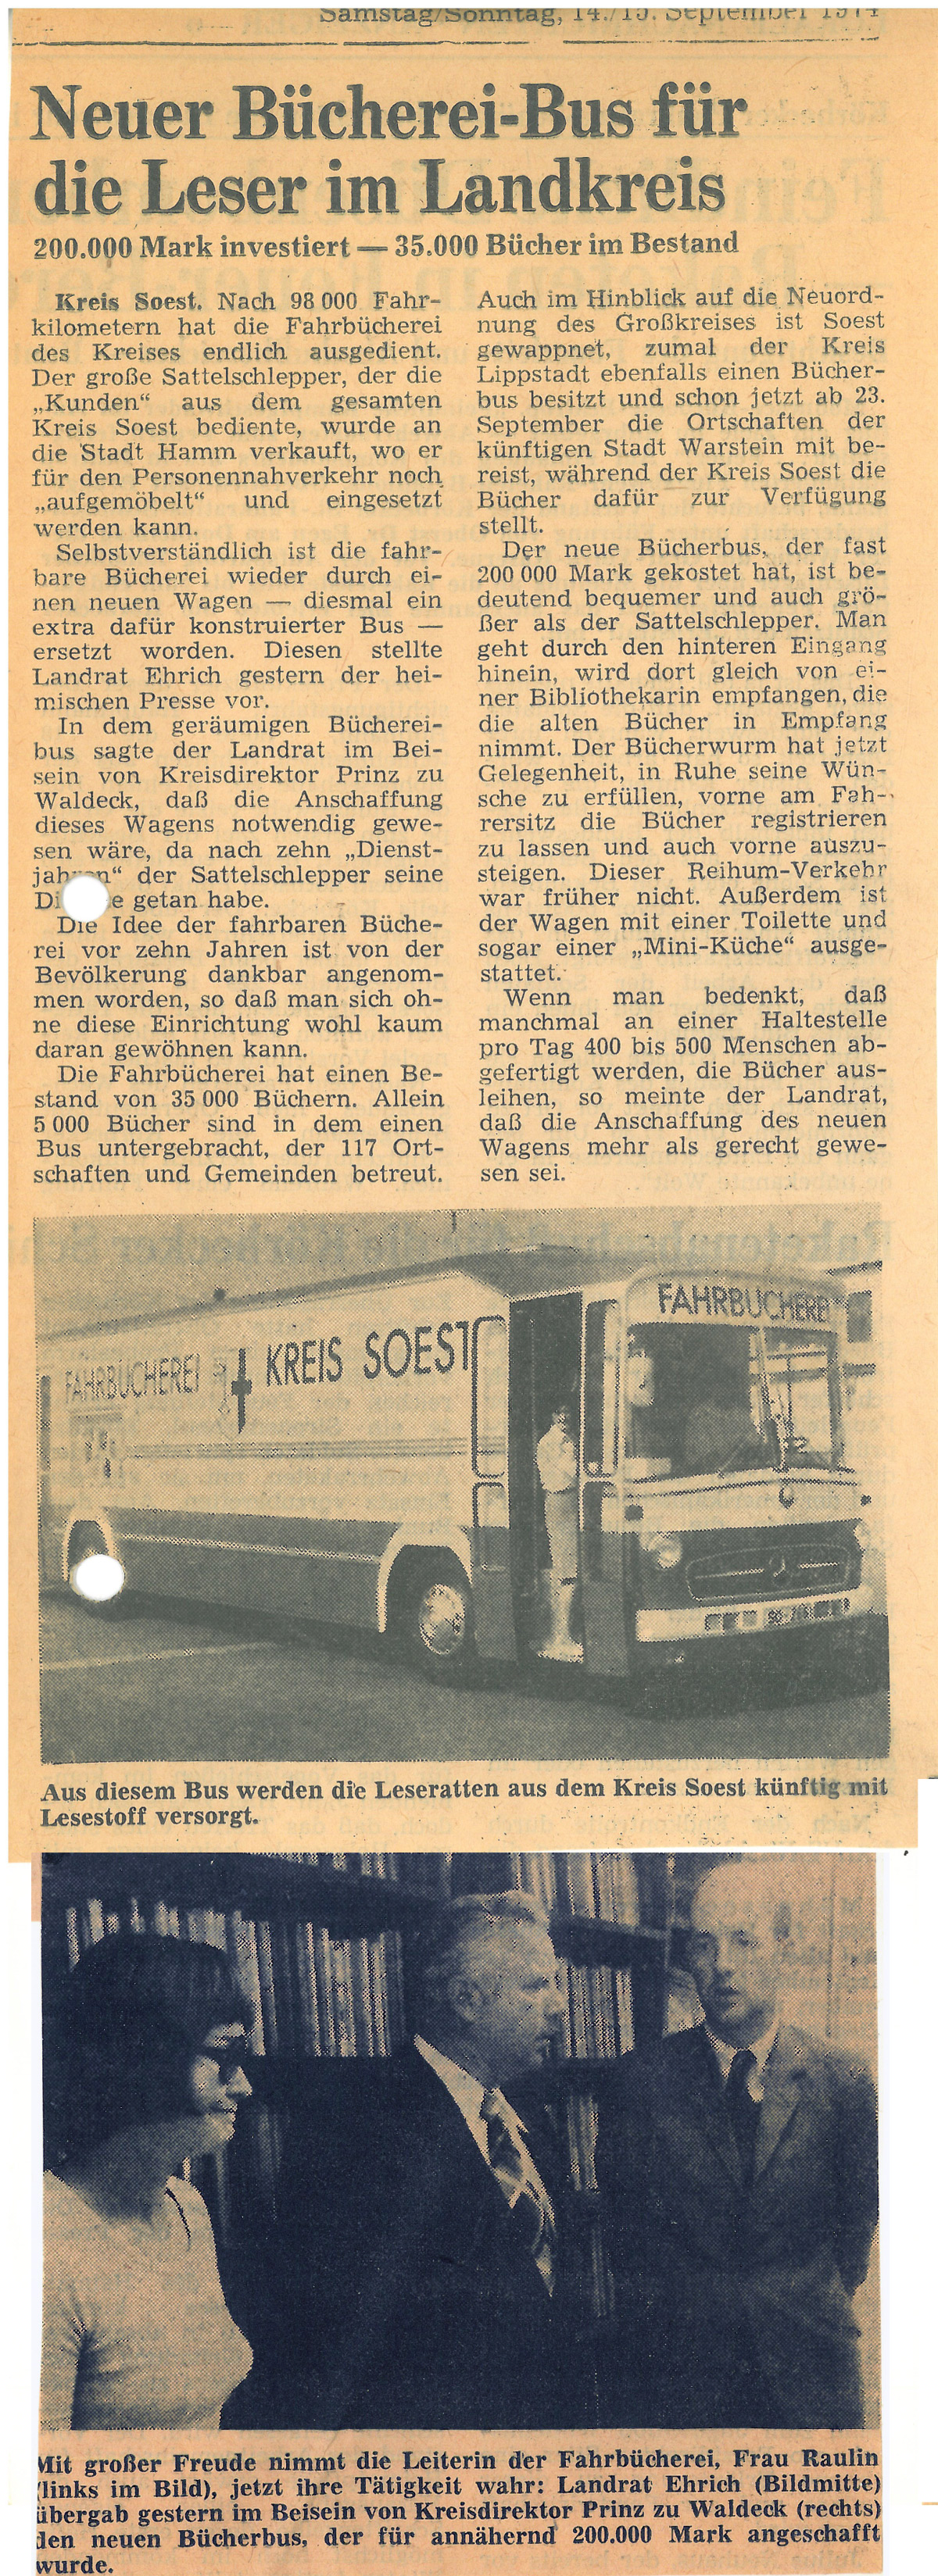 Samstag/Sonntag, 14./15. September 1974
Neuer Bücherei-Bus für
die Leser im Landkreis
200.000 Mark investiert — 35.000 Bücher im Bestand
Kreis Soest. Nach 98 000 Fahr-
kilometern hat die Fahrbücherei
des Kreises endlich ausgedient.
Der große Sattelschlepper, der die
„Kunden“ aus dem gesamten
Kreis Soest bediente, wurde an
die Stadt Hamm verkauft, wo er
für den Personennahverkehr noch
„aufgemöbelt“ und eingesetzt
werden kann.
Selbstverständlich ist die fahr-
bare Bücherei wieder durch ei-
nen neuen Wagen — diesmal ein
extra dafür konstruierter Bus —
ersetzt worden. Diesen stellte
Landrat Ehrich gestern der hei-
mischen Presse vor.
In dem geräumigen Bücherei-
bus sagte der Landrat im Bei-
sein von Kreisdirektor Prinz zu
Waldeck, daß die Anschaffung
dieses Wagens notwendig gewe-
sen wäre, da nach zehn „Dienst-
jahren“ der Sattelschlepper seine
getan habe.
Die Idee der fahrbaren Büche-
rei vor zehn Jahren ist von der
Bevölkerung dankbar angenom-
men worden, so daß man sich oh-
ne diese Einrichtung wohl kaum
daran gewöhnen kann.
Die Fahrbücherei hat einen Be-
stand von 35 000 Büchern. Allein
5 000 Bücher sind in dem einen
Bus untergebracht, der 117 Ort-
schaften und Gemeinden betreut.
Auch im Hinblick auf die Neuord-
nung des Großkreises ist Soest
gewappnet, zumal der Kreis
Lippstadt ebenfalls einen Bücher-
bus besitzt und schon jetzt ab 23.
September die Ortschaften der
künftigen Stadt Warstein mit be-
reist, während der Kreis Soest die
Bücher dafür zur Verfügung
stellt.
Der neue Bücherbus, der fast
200 000 Mark gekostet hat, ist be-
deutend bequemer und auch grö-
ßer als der Sattelschlepper. Man
geht durch den hinteren Eingang
hinein, wird dort gleich von ei-
ner Bibliothekarin empfangen, die
die alten Bücher in Empfang
nimmt. Der Bücherwurm hat jetzt
Gelegenheit, in Ruhe seine Wün-
sche zu erfüllen, vorne am Fah-
rersitz die Bücher registrieren
zu lassen und auch vorne auszu-
steigen. Dieser Reihum-Verkehr
war früher nicht. Außerdem ist
der Wagen mit einer Toilette und
sogar einer „Mini-Küche“ ausge-
stattet.
Wenn man bedenkt, daß
manchmal an einer Haltestelle
pro Tag 400 bis 500 Menschen ab-
gefertigt werden, die Bücher aus-
leihen, so meinte der Landrat,
daß die Anschaffung des neuen
Wagens mehr als gerecht gewe-
sen sei.
FAHRBÜCHEREI KREIS SOEST
FAHRBÜCHEREI
Aus diesem Bus werden die Leseratten aus dem Kreis Soest künftig mit
Lesestoff versorgt.
Mit großer Freude nimmt die Leiterin der Fahrbücherei, Frau Raulin
(links im Bild), jetzt ihre Tätigkeit wahr: Landrat Ehrich (Bildmitte)
übergab gestern im Beisein von Kreisdirektor Prinz zu Waldeck (rechts)
den neuen Bücherbus, der für annähernd 200.000 Mark angeschafft
wurde.